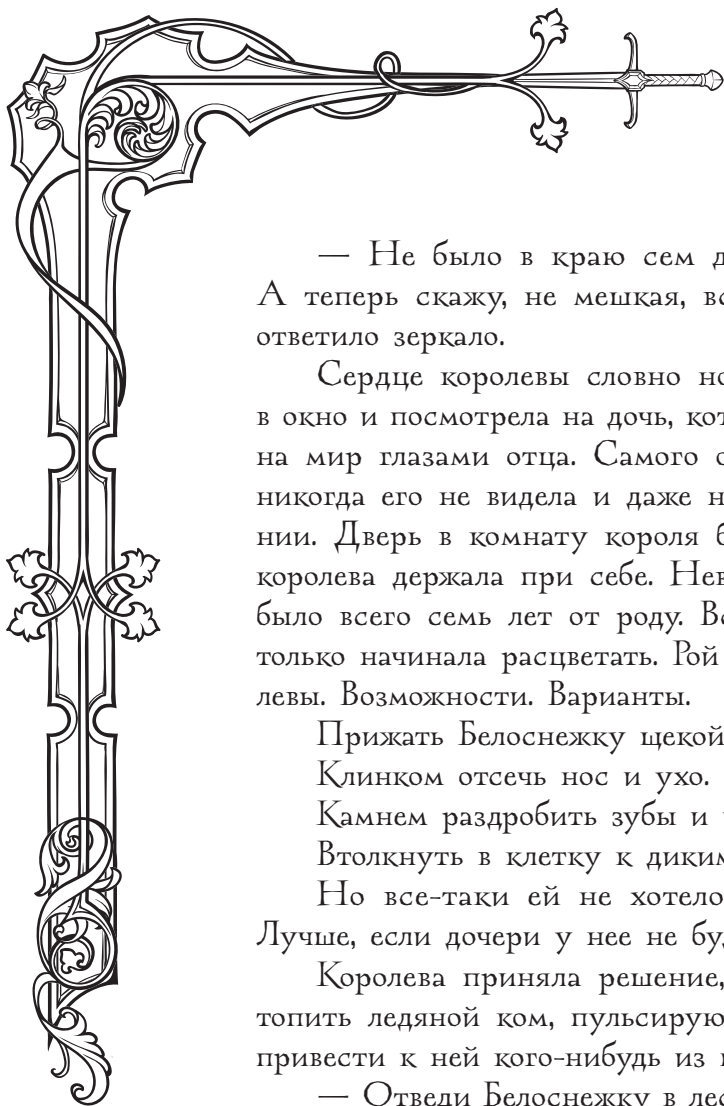 — Не было в краю сем д
А теперь скажу, не мешкая, вс
ответило зеркало.
Сердце королевы словно но
в окно и посмотрела на дочь, кот
на мир глазами отца. Самого о
никогда его не видела и даже н
нии. Дверь в комнату короля б
королева держала при себе. Нев
было всего семь лет от роду. Вс
только начинала расцветать. Рой
левы. Возможности. Варианты.
Прижать Белоснежку щекой
Клинком отсечь нос и ухо.
Камнем раздробить зубы и
Втолкнуть в клетку к диким
Но все-таки ей не хотело
Лучше, если дочери у нее не бу
Королева приняла решение,
топить ледяной ком, пульсирую
привести к ней кого-нибудь из
— Отведи Белоснежку в лес